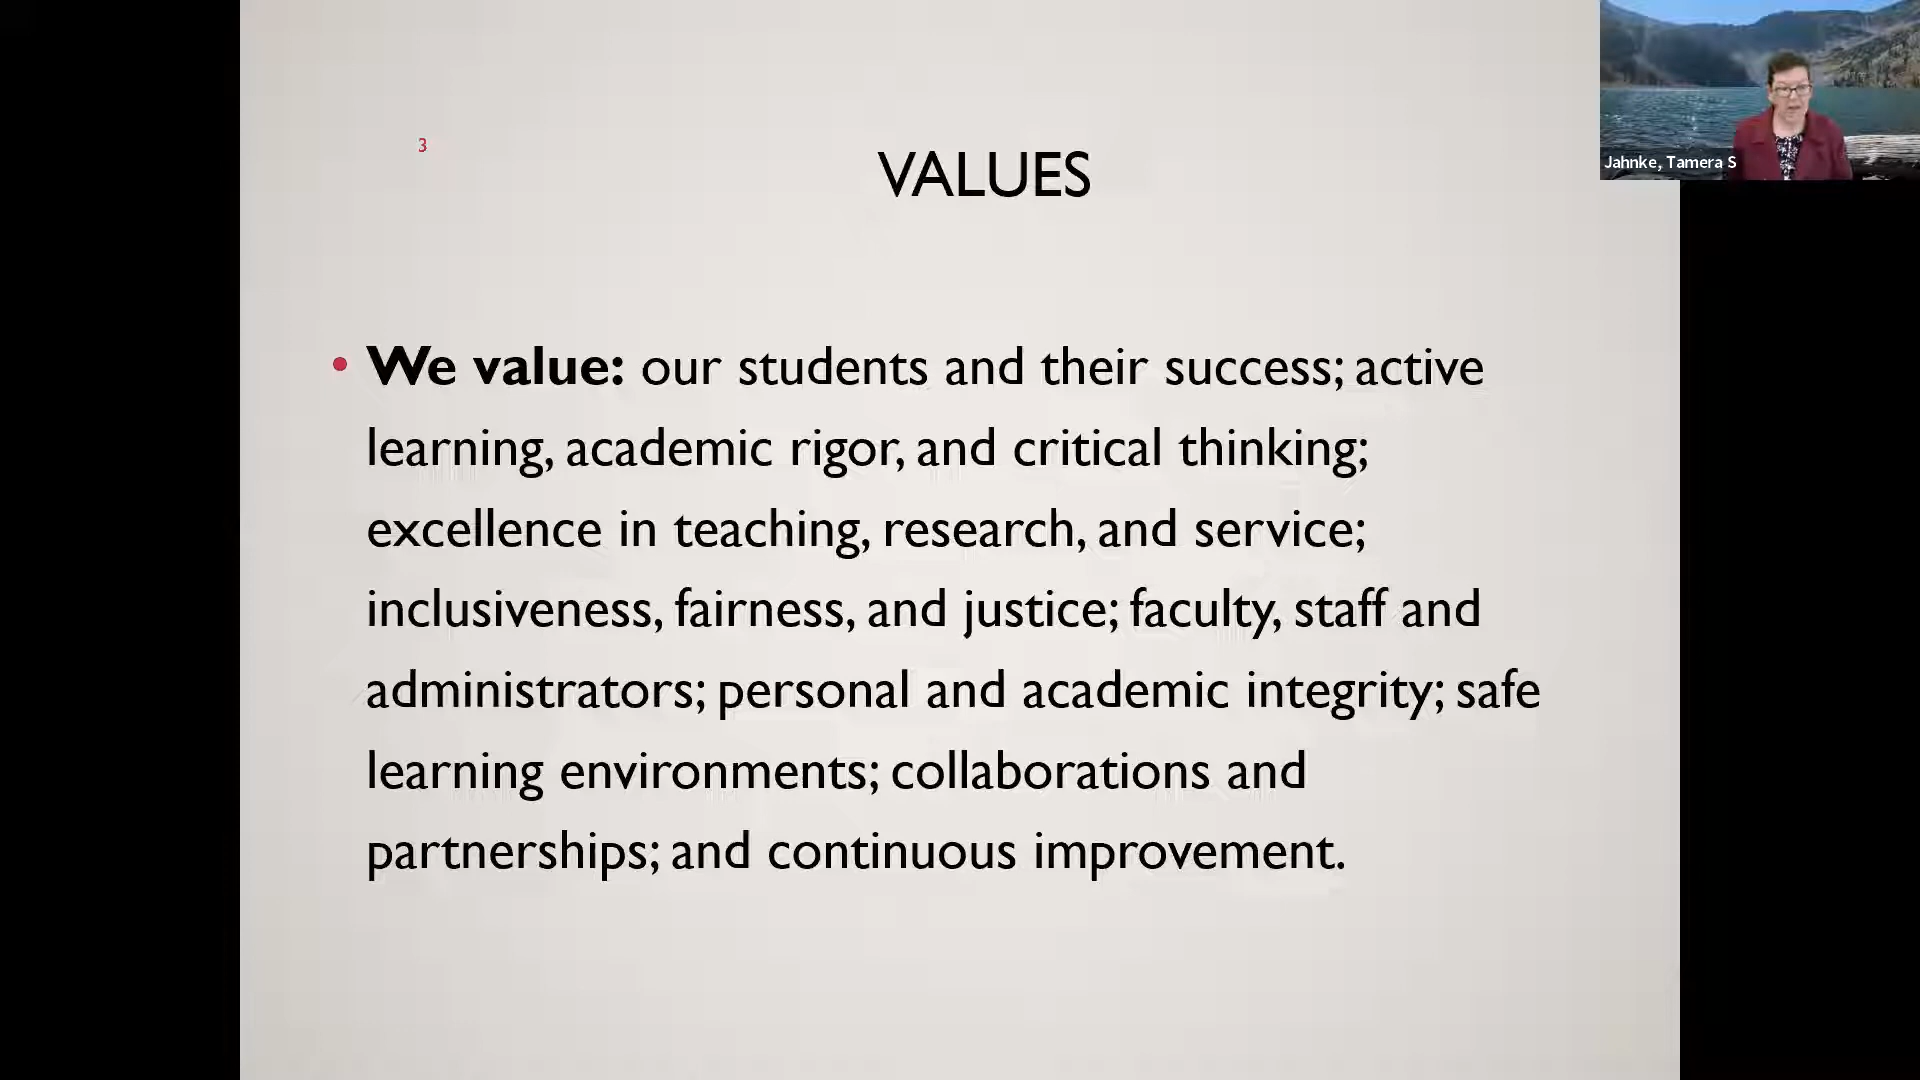 3
VALUES
• We value: our students and their success; active
learning, academic rigor, and critical thinking;
excellence in teaching, research, and service;
inclusiveness, fairness, and justice; faculty, staff and
administrators; personal and academic integrity; safe
learning environments; collaborations and
partnerships; and continuous improvement.
Jahnke, Tamera S